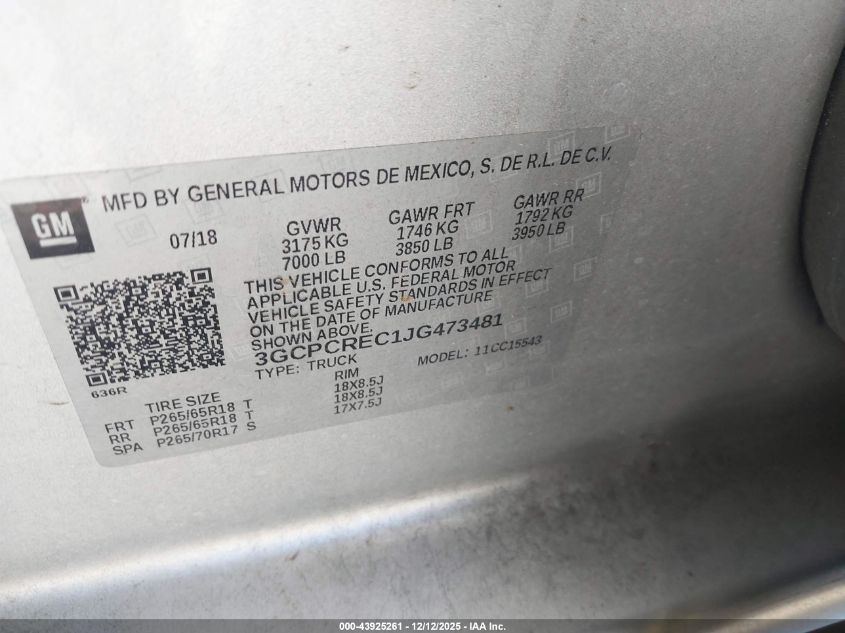 GM
MFD BY GENERAL MOTORS DE MEXICO, S. DE R.L. DE C.V.
07/18
GVWR GAWR FRT GAWR RR
3175 KG 1746 KG 1792 KG
7000 LB 3850 LB 3950 LB
THIS VEHICLE CONFORMS TO ALL
APPLICABLE U.S. FEDERAL MOTOR
VEHICLE SAFETY STANDARDS IN EFFECT
ON THE DATE OF MANUFACTURE
SHOWN ABOVE.
3GCPCREC1JG473481
TYPE: TRUCK MODEL: 11CC15543
636R
TIRE SIZE RIM
FRT P265/65R18 T 18X8.5J
RR P265/65R18 T 18X8.5J
SPA P265/70R17 S 17X7.5J
000-43925261 - 12/12/2025 - IAA Inc.